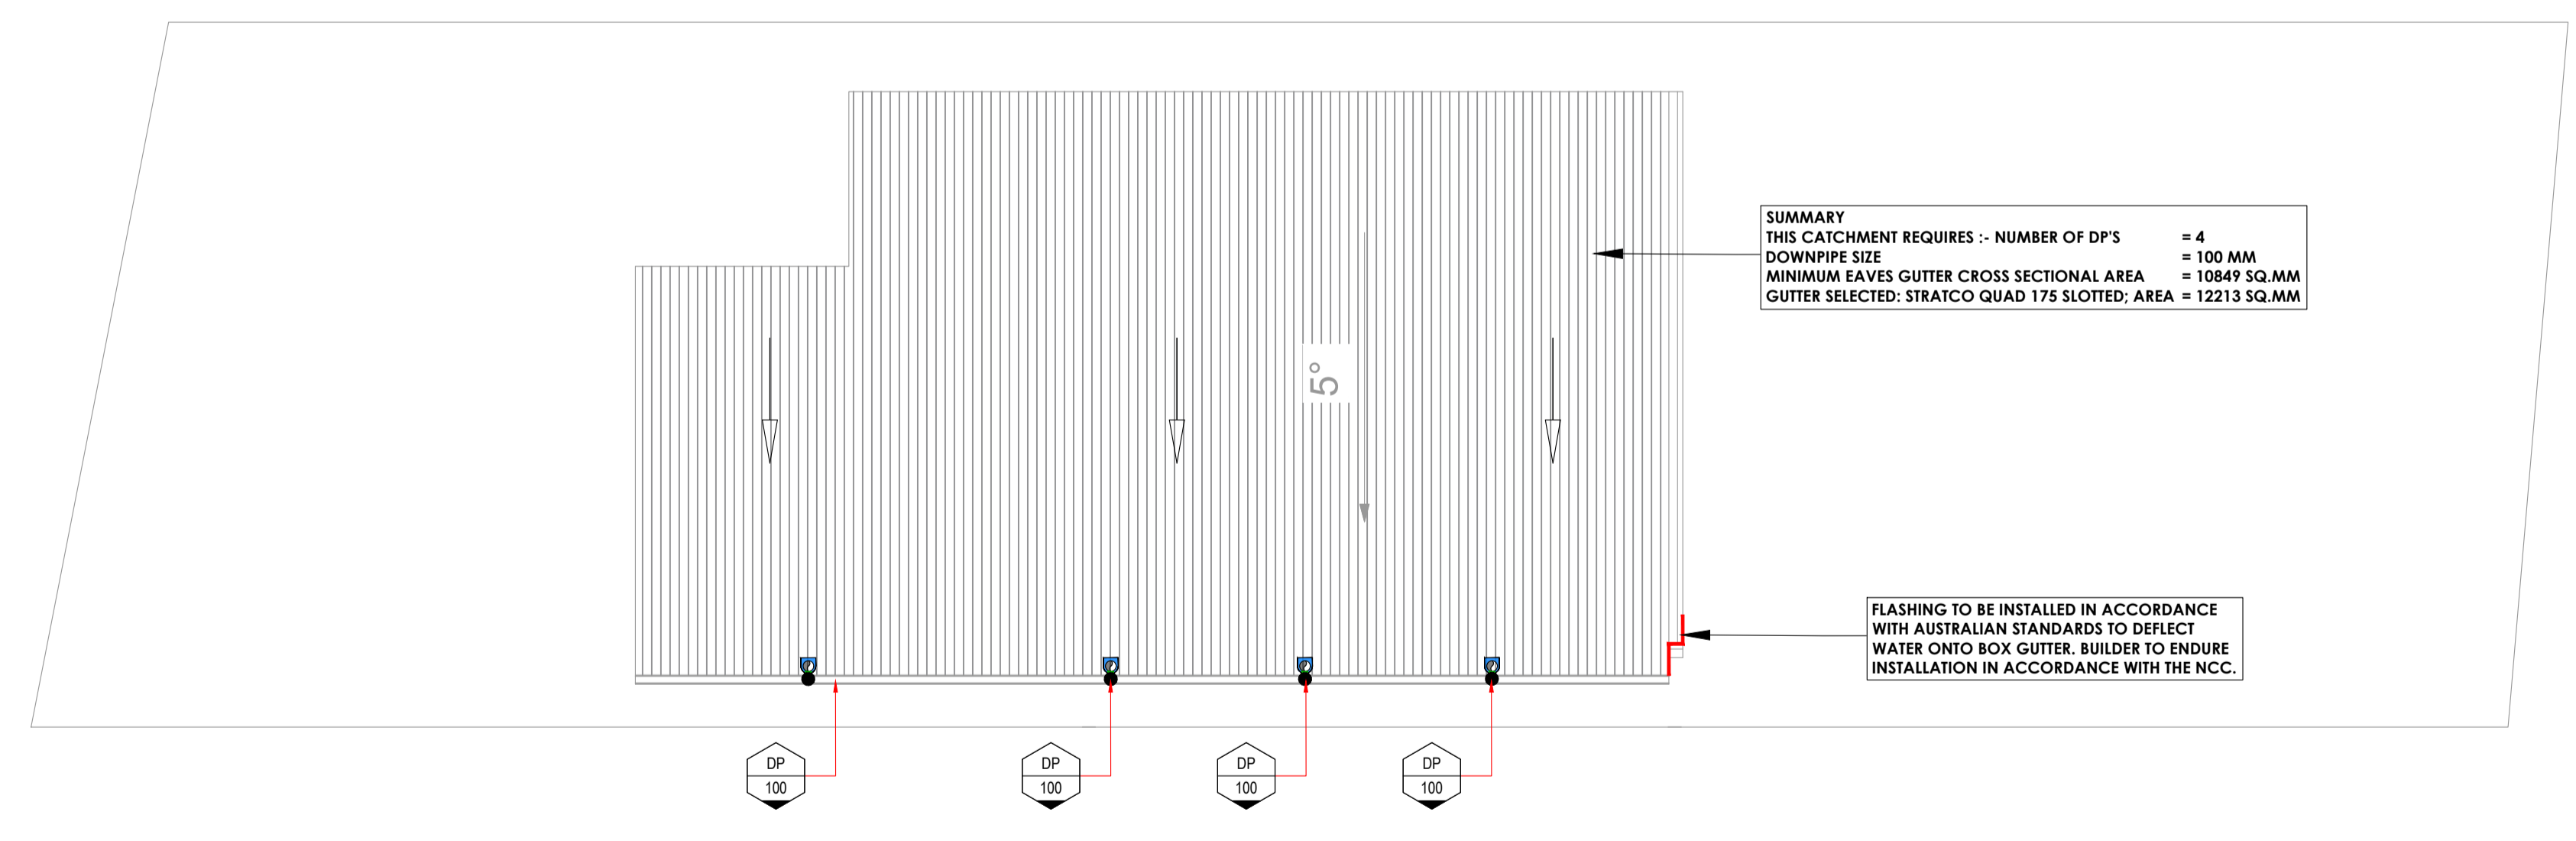 SUMMARY
THIS CATCHMENT REQUIRES :- NUMBER OF DP'S = 4
DOWNPIPE SIZE = 100 MM
MINIMUM EAVES GUTTER CROSS SECTIONAL AREA = 10849 SQ.MM
GUTTER SELECTED: STRATCO QUAD 175 SLOTTED; AREA = 12213 SQ.MM
5°
FLASHING TO BE INSTALLED IN ACCORDANCE
WITH AUSTRALIAN STANDARDS TO DEFLECT
WATER ONTO BOX GUTTER. BUILDER TO ENDURE
INSTALLATION IN ACCORDANCE WITH THE NCC.
DP
100
DP
100
DP
100
DP
100